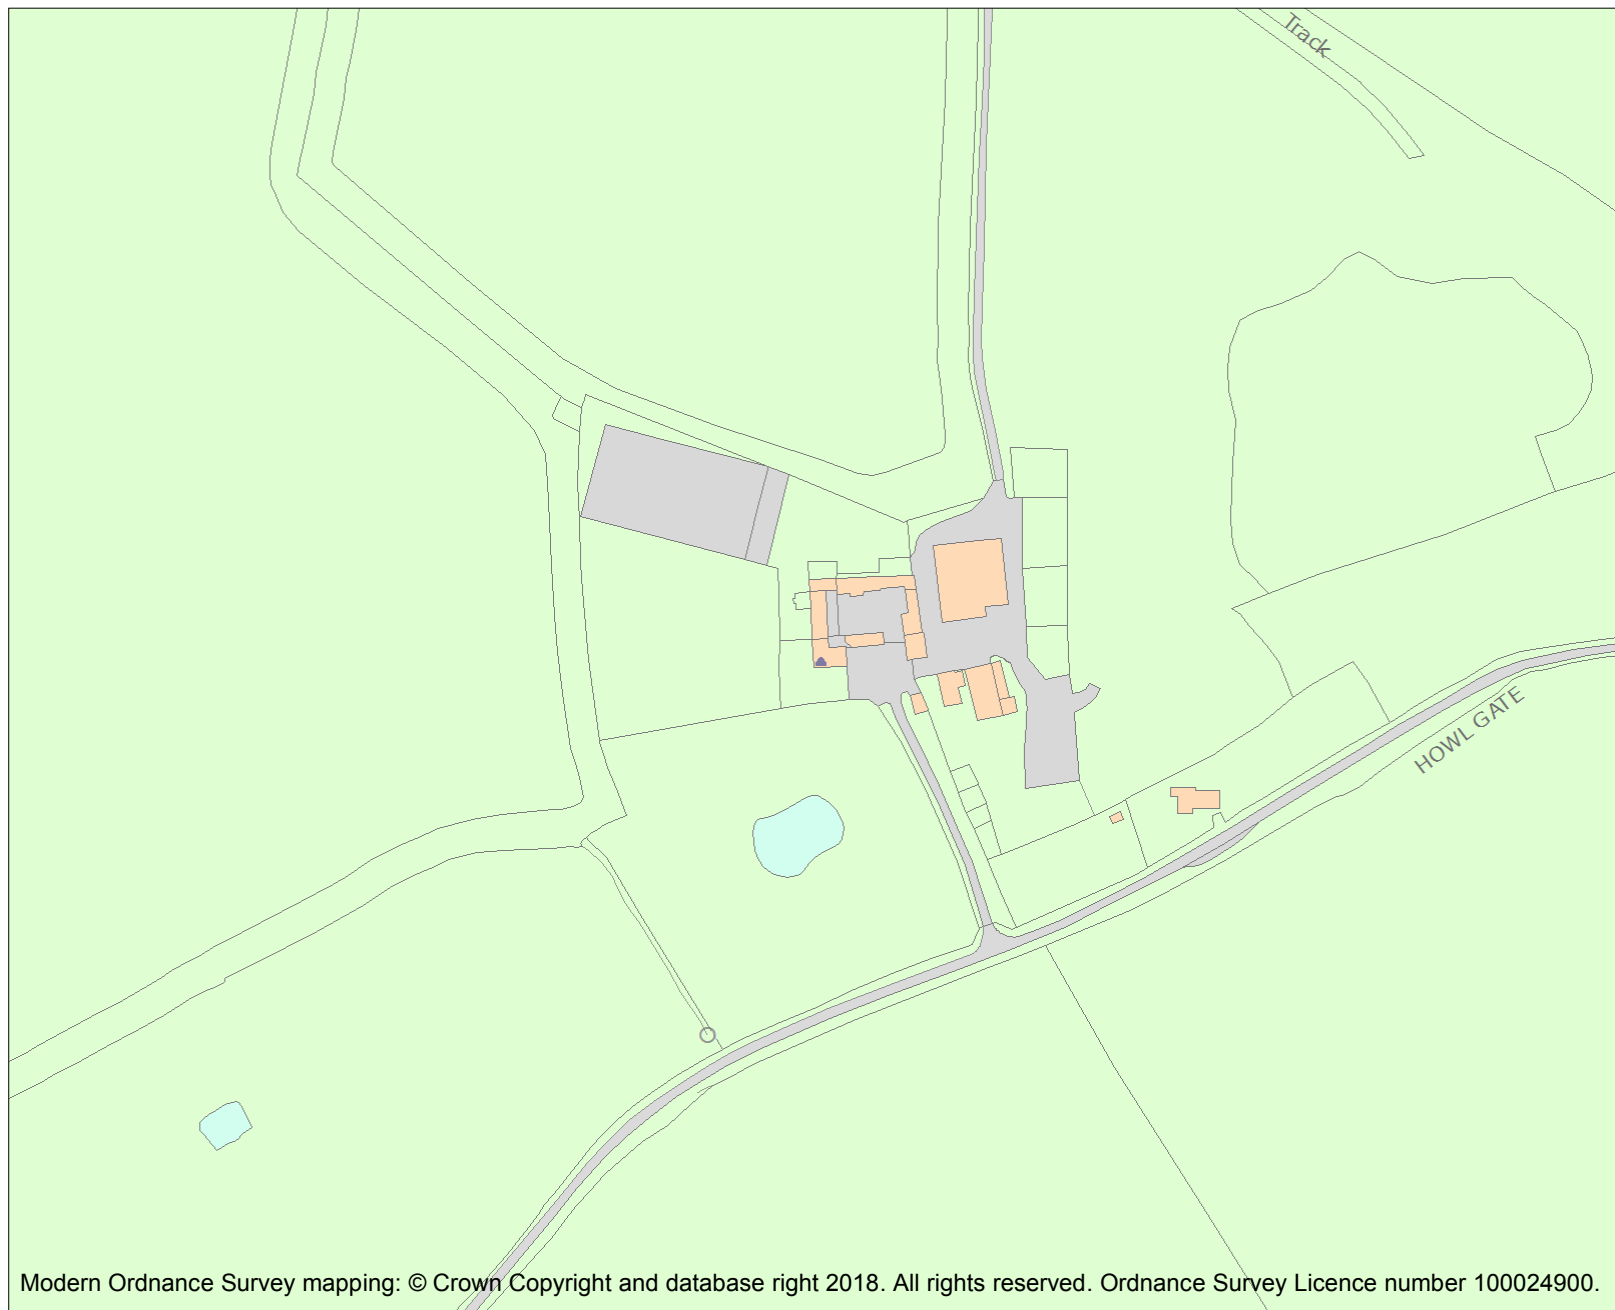 Track
HOWL GATE
Modern Ordnance Survey mapping: © Crown Copyright and database right 2018. All rights reserved. Ordnance Survey Licence number 100024900.